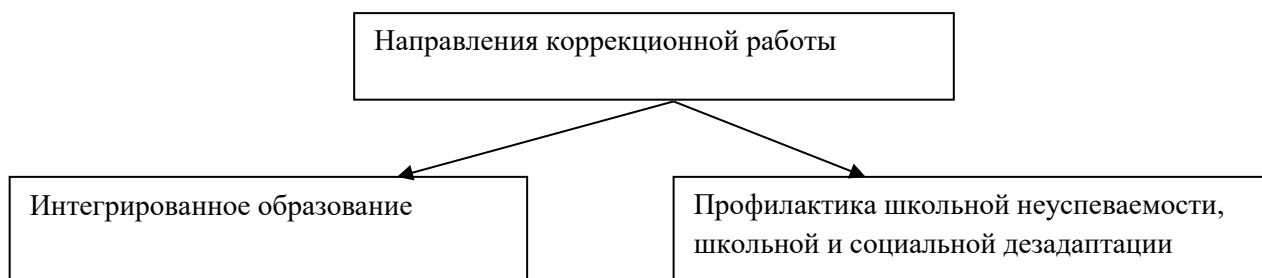 Направления коррекционной работы
Интегрированное образование
Профилактика школьной неуспеваемости,
школьной и социальной дезадаптации